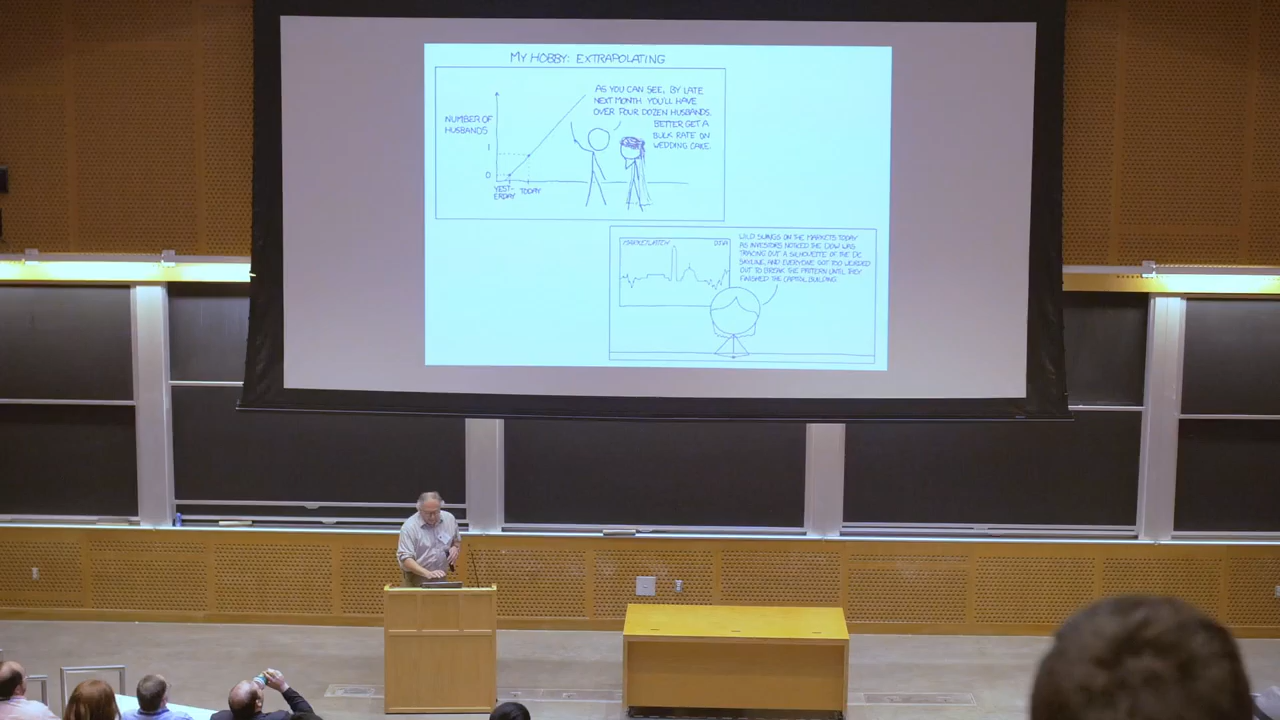 MY HOBBY: EXTRAPOLATING
AS YOU CAN SEE, BY LATE
NEXT MONTH YOU'LL HAVE
OVER FOUR DOZEN HUSBANDS.
BETTER GET A
BULK RATE ON
WEDDING CAKE.
NUMBER OF
HUSBANDS
1
0
YEST-
ERDAY
TODAY
MARKETWATCH
DJIA
WILD SWINGS ON THE MARKETS TODAY
AS INVESTORS NOTICED THE DOW WAS
TRACING OUT A SILHOUETTE OF THE DC
SKYLINE, AND EVERYONE GOT TOO WEIRDED
OUT TO BREAK THE PATTERN UNTIL THEY
FINISHED THE CAPITOL BUILDING.